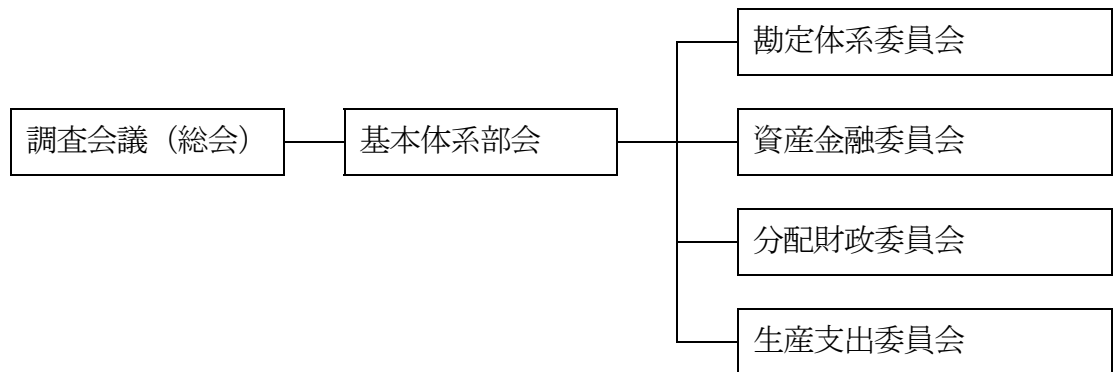 調査会議（総会）
基本体系部会
勘定体系委員会
資産金融委員会
分配財政委員会
生産支出委員会